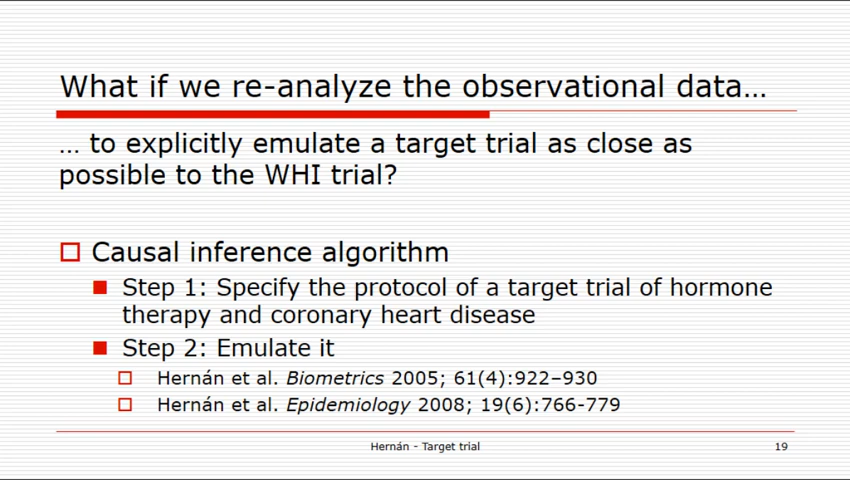 What if we re-analyze the observational data…
… to explicitly emulate a target trial as close as
possible to the WHI trial?
Causal inference algorithm
Step 1: Specify the protocol of a target trial of hormone
therapy and coronary heart disease
Step 2: Emulate it
Hernán et al. Biometrics 2005; 61(4):922–930
Hernán et al. Epidemiology 2008; 19(6):766-779
Hernán - Target trial
19